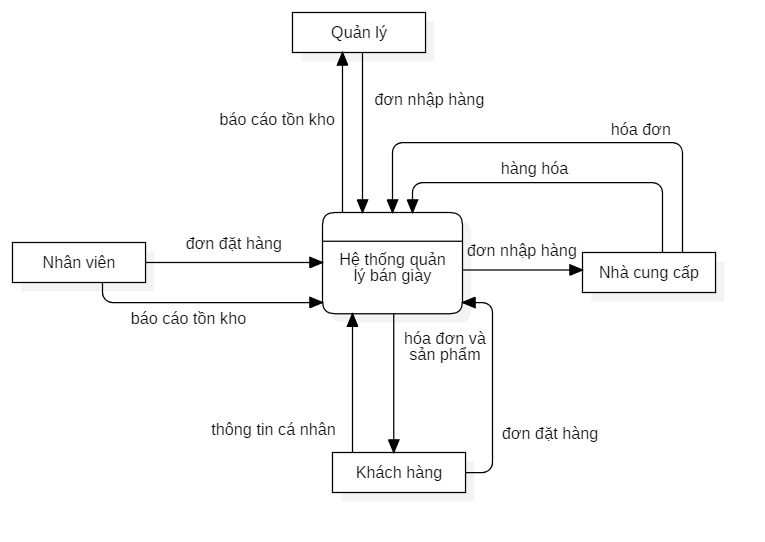 Quản lý
đơn nhập hàng
báo cáo tồn kho
hóa đơn
hàng hóa
đơn đặt hàng
đơn nhập hàng
Nhân viên
Hệ thống quản
lý bán giày
Nhà cung cấp
báo cáo tồn kho
hóa đơn và
sản phẩm
thông tin cá nhân
đơn đặt hàng
Khách hàng